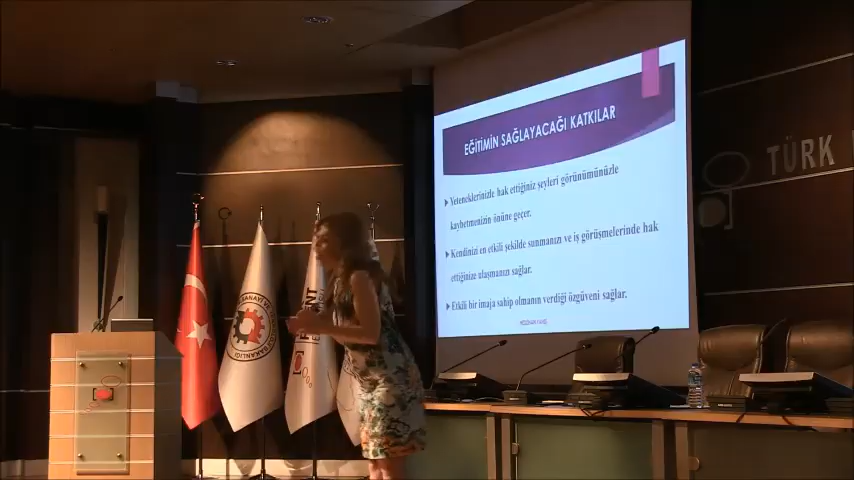 EĞİTİMİN SAĞLAYACAĞI KATKILAR
Yeteneklerinizle hak ettiğiniz şeyleri görünümünüzle
kaybetmenizin önüne geçer.
Kendinizi en etkili şekilde sunmanızı ve iş görüşmelerinde hak
ettiğinize ulaşmanızı sağlar.
Etkili bir imaja sahip olmanın verdiği özgüveni sağlar.
TÜRK